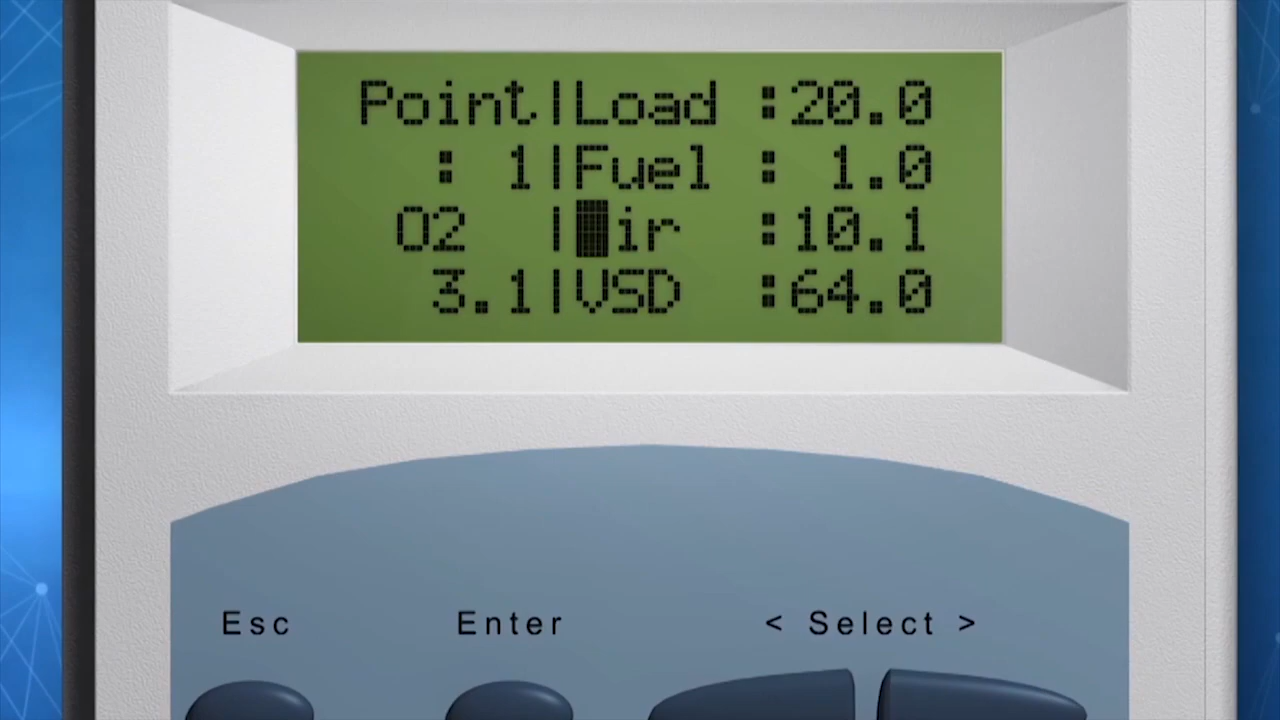 Point|Load :20.0
: 1|Fuel : 1.0
O2 |█ir :10.1
3.1|VSD :64.0
Esc Enter < Select >